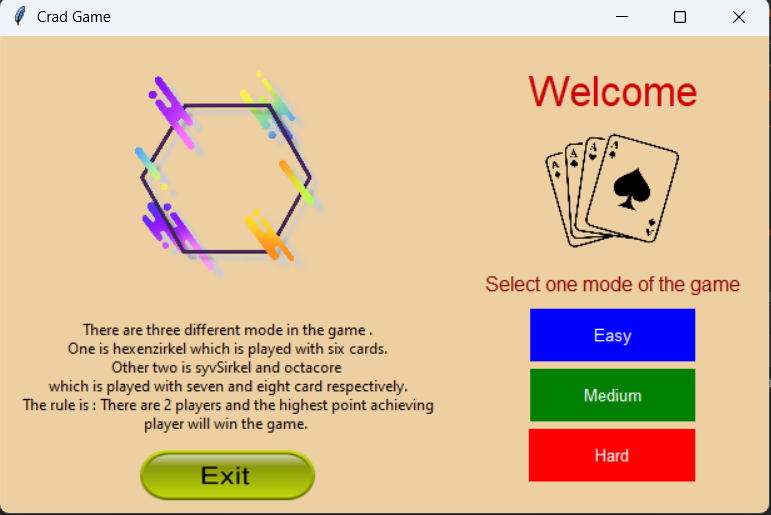 Crad Game
Welcome
A A A A
A
Select one mode of the game
Easy
Medium
Hard
There are three different mode in the game .
One is hexenzirkel which is played with six cards.
Other two is syvSirkel and octacore
which is played with seven and eight card respectively.
The rule is : There are 2 players and the highest point achieving
player will win the game.
Exit